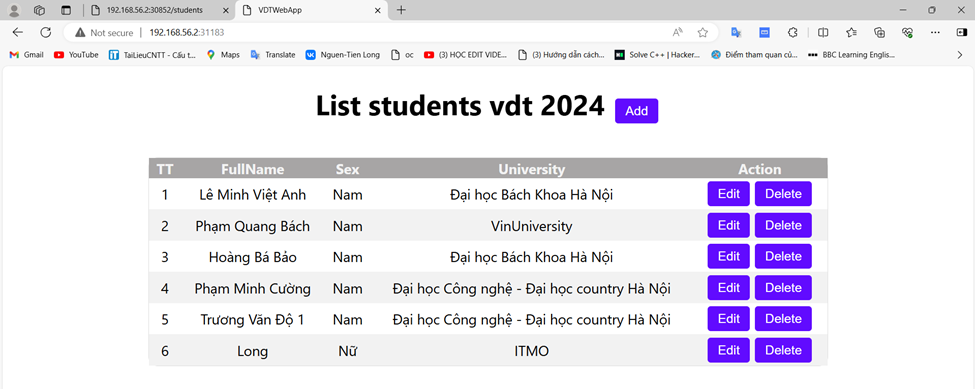 192.168.56.2:30852/students
VDTWebApp
Not secure 192.168.56.2:31183
Gmail YouTube TaiLieuCNTT - Cấu t... Maps Translate Nguen-Tien Long oc (3) HỌC EDIT VIDE... (3) Hướng dẫn cách... Solve C++ | Hacker... Điểm tham quan củ... BBC Learning Englis...
List students vdt 2024 Add
TT FullName Sex University Action
1 Lê Minh Việt Anh Nam Đại học Bách Khoa Hà Nội Edit Delete
2 Phạm Quang Bách Nam VinUniversity Edit Delete
3 Hoàng Bá Bảo Nam Đại học Bách Khoa Hà Nội Edit Delete
4 Phạm Minh Cường Nam Đại học Công nghệ - Đại học country Hà Nội Edit Delete
5 Trương Văn Độ 1 Nam Đại học Công nghệ - Đại học country Hà Nội Edit Delete
6 Long Nữ ITMO Edit Delete